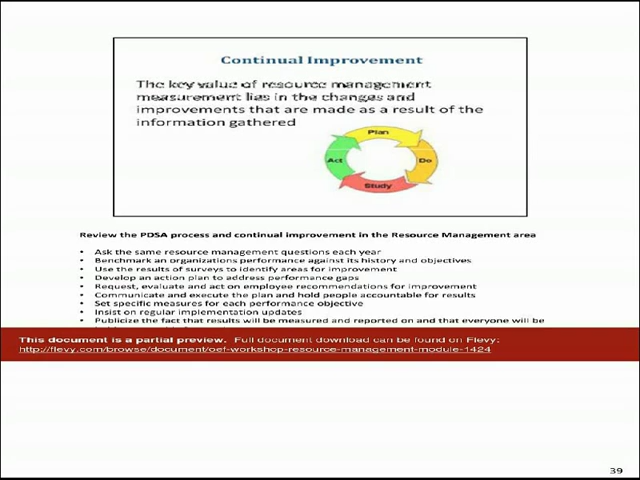 Continual Improvement
The key value of resource management
measurement lies in the changes and
improvements that are made as a result of the
information gathered
Plan
Act
Do
Study
Review the PDSA process and continual improvement in the Resource Management area
• Ask the same resource management questions each year
• Benchmark an organizations performance against its history and objectives
• Use the results of surveys to identify areas for improvement
• Develop an action plan to address performance gaps
• Request, evaluate and act on employee recommendations for improvement
• Communicate and execute the plan and hold people accountable for results
• Set specific measures for each performance objective
• Insist on regular implementation updates
• Publicize the fact that results will be measured and reported on and that everyone will be
This document is a partial preview. Full document download can be found on Flevy:
http://flevy.com/browse/document/oef-workshop-resource-management-module-1424
39